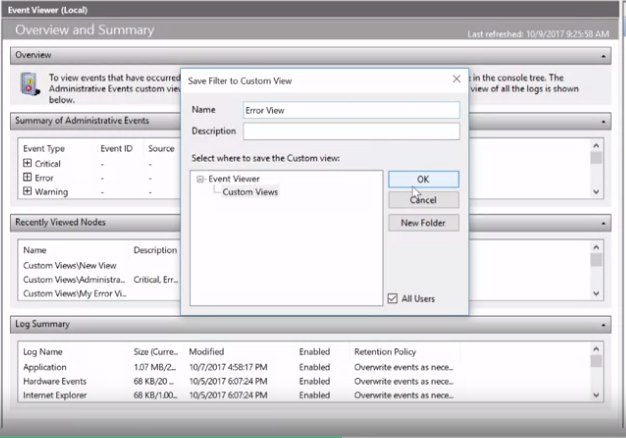 Event Viewer (Local)
Overview and Summary
Last refreshed: 10/9/2017 9:25:58 AM
Overview
To view events that have occurred
Administrative Events custom vie
below.
in the console tree. The
view of all the logs is shown
Save Filter to Custom View
Name
Error View
Description
Select where to save the Custom view:
Event Viewer
Custom Views
OK
Cancel
New Folder
All Users
Summary of Administrative Events
Event Type Event ID Source
Critical - -
Error - -
Warning - -
Recently Viewed Nodes
Name Description
Custom Views\New View
Custom Views\Administra... Critical, Err...
Custom Views\My Error Vi...
Log Summary
Log Name Size (Curre... Modified Enabled Retention Policy
Application 1.07 MB/2... 10/7/2017 4:58:17 PM Enabled Overwrite events as nece...
Hardware Events 68 KB/20 ... 10/5/2017 6:07:24 PM Enabled Overwrite events as nece...
Internet Explorer 68 KB/1.00... 10/5/2017 6:07:24 PM Enabled Overwrite events as nece...